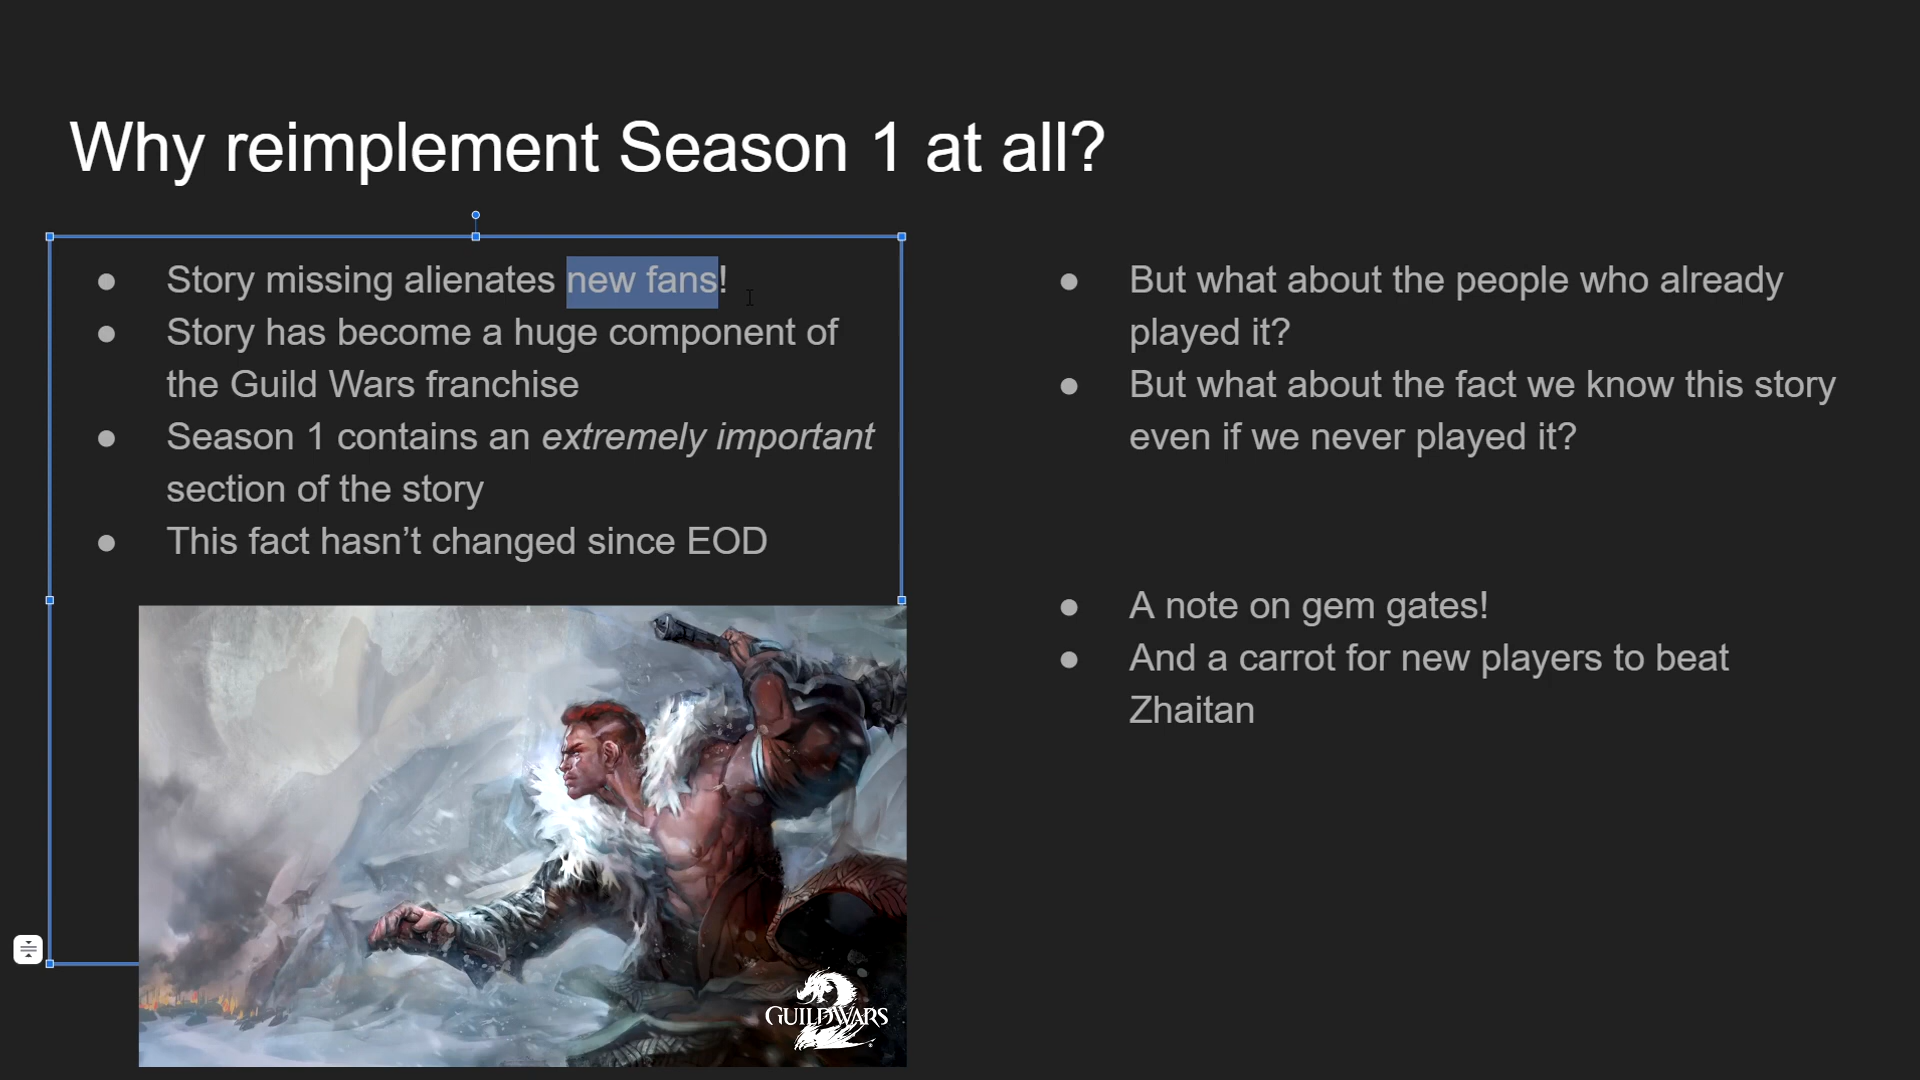 Why reimplement Season 1 at all?
● Story missing alienates new fans!
● Story has become a huge component of
the Guild Wars franchise
● Season 1 contains an extremely important
section of the story
● This fact hasn’t changed since EOD
● But what about the people who already
played it?
● But what about the fact we know this story
even if we never played it?
● A note on gem gates!
● And a carrot for new players to beat
Zhaitan
GUILDWARS
2